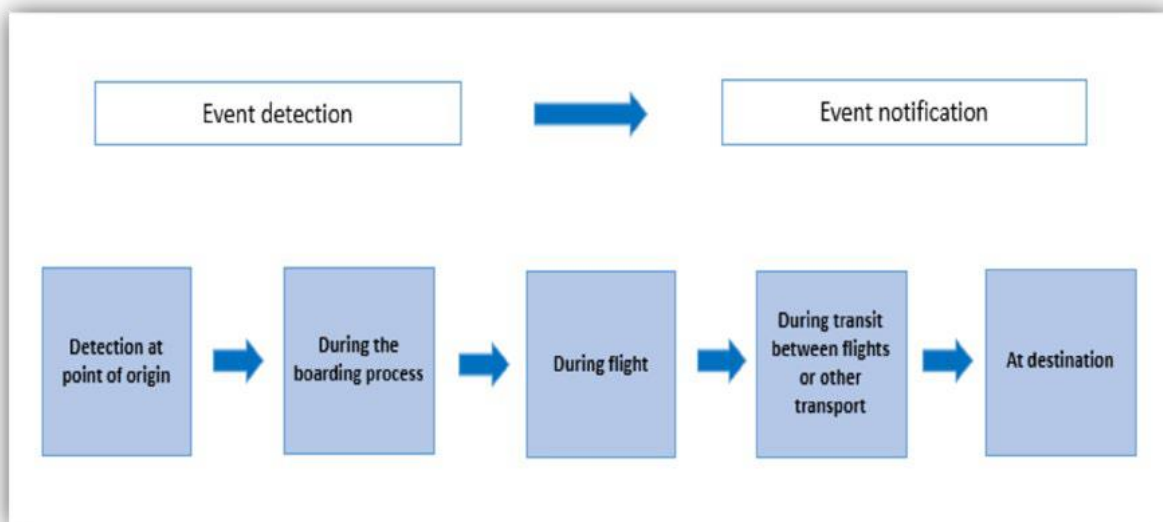 Event detection
Event notification
Detection at
point of origin
During the
boarding process
During flight
During transit
between flights
or other
transport
At destination